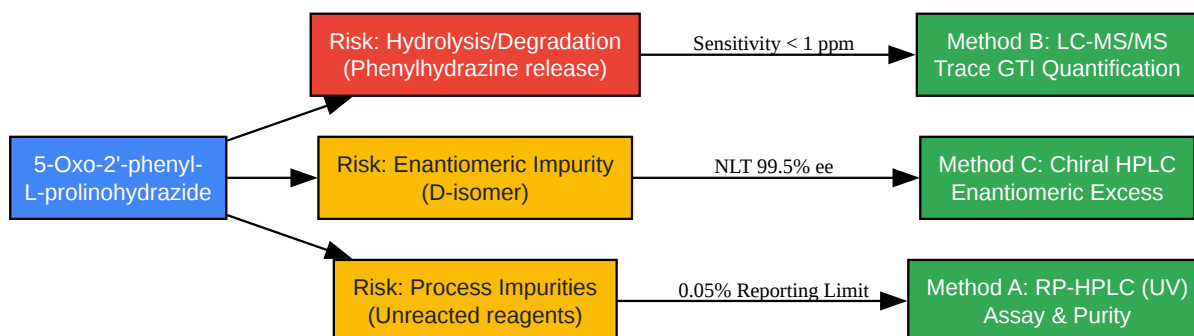 Risk: Hydrolysis/Degradation
(Phenylhydrazine release)
Sensitivity < 1 ppm
Method B: LC-MS/MS
Trace GTI Quantification
5-Oxo-2'-phenyl-
L-prolinohydrazide
Risk: Enantiomeric Impurity
(D-isomer)
NLT 99.5% ee
Method C: Chiral HPLC
Enantiomeric Excess
Risk: Process Impurities
(Unreacted reagents)
0.05% Reporting Limit
Method A: RP-HPLC (UV)
Assay & Purity